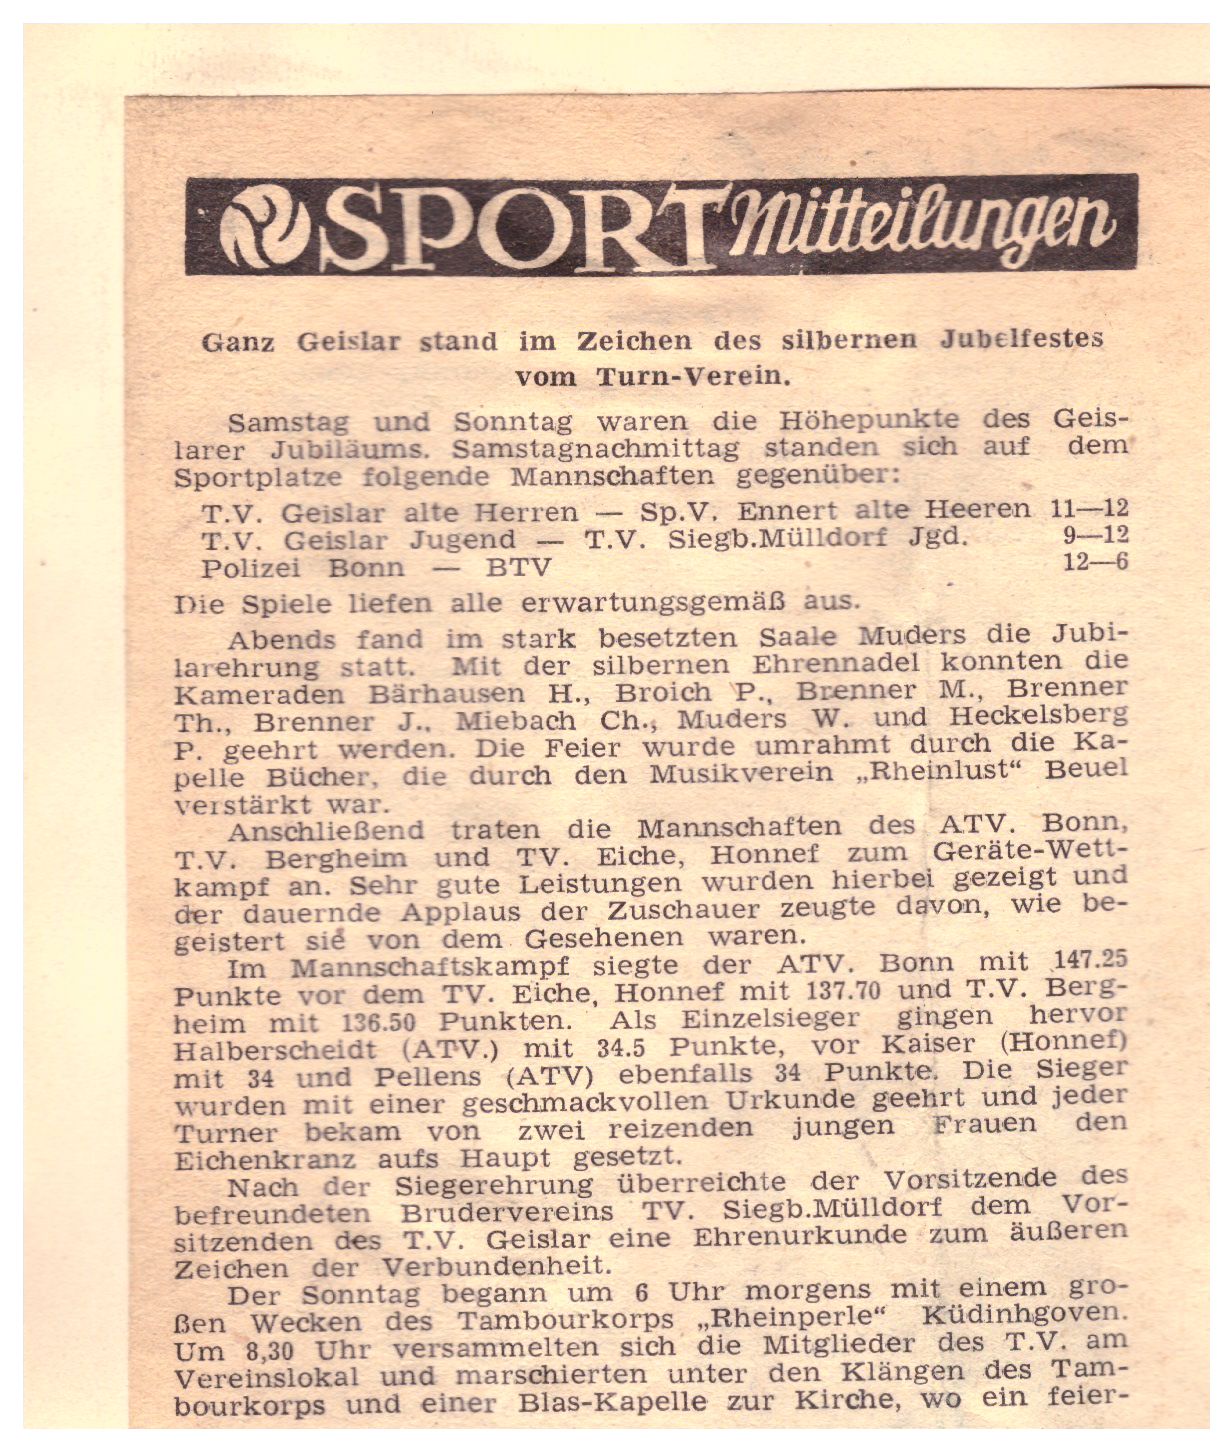 SPORT Mitteilungen
Ganz Geislar stand im Zeichen des silbernen Jubelfestes
vom Turn-Verein.
Samstag und Sonntag waren die Höhepunkte des Geis-
larer Jubiläums. Samstagnachmittag standen sich auf dem
Sportplatze folgende Mannschaften gegenüber:
T.V. Geislar alte Herren — Sp.V. Ennert alte Heeren 11—12
T.V. Geislar Jugend — T.V. Siegb.Mülldorf Jgd. 9—12
Polizei Bonn — BTV 12—6
Die Spiele liefen alle erwartungsgemäß aus.
Abends fand im stark besetzten Saale Muders die Jubi-
larehrung statt. Mit der silbernen Ehrennadel konnten die
Kameraden Bärhausen H., Broich P., Brenner M., Brenner
Th., Brenner J., Miebach Ch., Muders W. und Heckelsberg
P. geehrt werden. Die Feier wurde umrahmt durch die Ka-
pelle Bücher, die durch den Musikverein „Rheinlust“ Beuel
verstärkt war.
Anschließend traten die Mannschaften des ATV. Bonn,
T.V. Bergheim und TV. Eiche, Honnef zum Geräte-Wett-
kampf an. Sehr gute Leistungen wurden hierbei gezeigt und
der dauernde Applaus der Zuschauer zeugte davon, wie be-
geistert sie von dem Gesehenen waren.
Im Mannschaftskampf siegte der ATV. Bonn mit 147.25
Punkte vor dem TV. Eiche, Honnef mit 137.70 und T.V. Berg-
heim mit 136.50 Punkten. Als Einzelsieger gingen hervor
Halberscheidt (ATV.) mit 34.5 Punkte, vor Kaiser (Honnef)
mit 34 und Pellens (ATV) ebenfalls 34 Punkte. Die Sieger
wurden mit einer geschmackvollen Urkunde geehrt und jeder
Turner bekam von zwei reizenden jungen Frauen den
Eichenkranz aufs Haupt gesetzt.
Nach der Siegerehrung überreichte der Vorsitzende des
befreundeten Brudervereins TV. Siegb.Mülldorf dem Vor-
sitzenden des T.V. Geislar eine Ehrenurkunde zum äußeren
Zeichen der Verbundenheit.
Der Sonntag begann um 6 Uhr morgens mit einem gro-
ßen Wecken des Tambourkorps „Rheinperle“ Küdinhgoven.
Um 8,30 Uhr versammelten sich die Mitglieder des T.V. am
Vereinslokal und marschierten unter den Klängen des Tam-
bourkorps und einer Blas-Kapelle zur Kirche, wo ein feier-